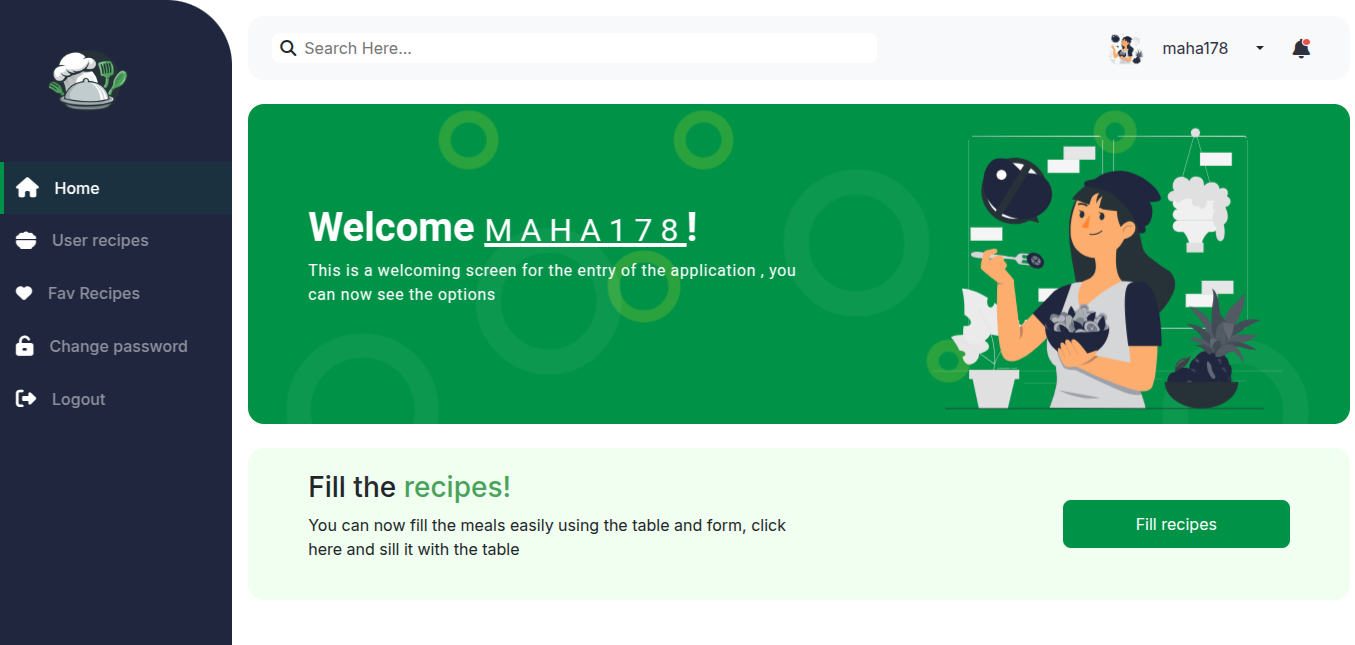 Search Here...
maha178
Home
User recipes
Fav Recipes
Change password
Logout
Welcome MAHA178!
This is a welcoming screen for the entry of the application , you
can now see the options
Fill the recipes!
You can now fill the meals easily using the table and form, click
here and sill it with the table
Fill recipes